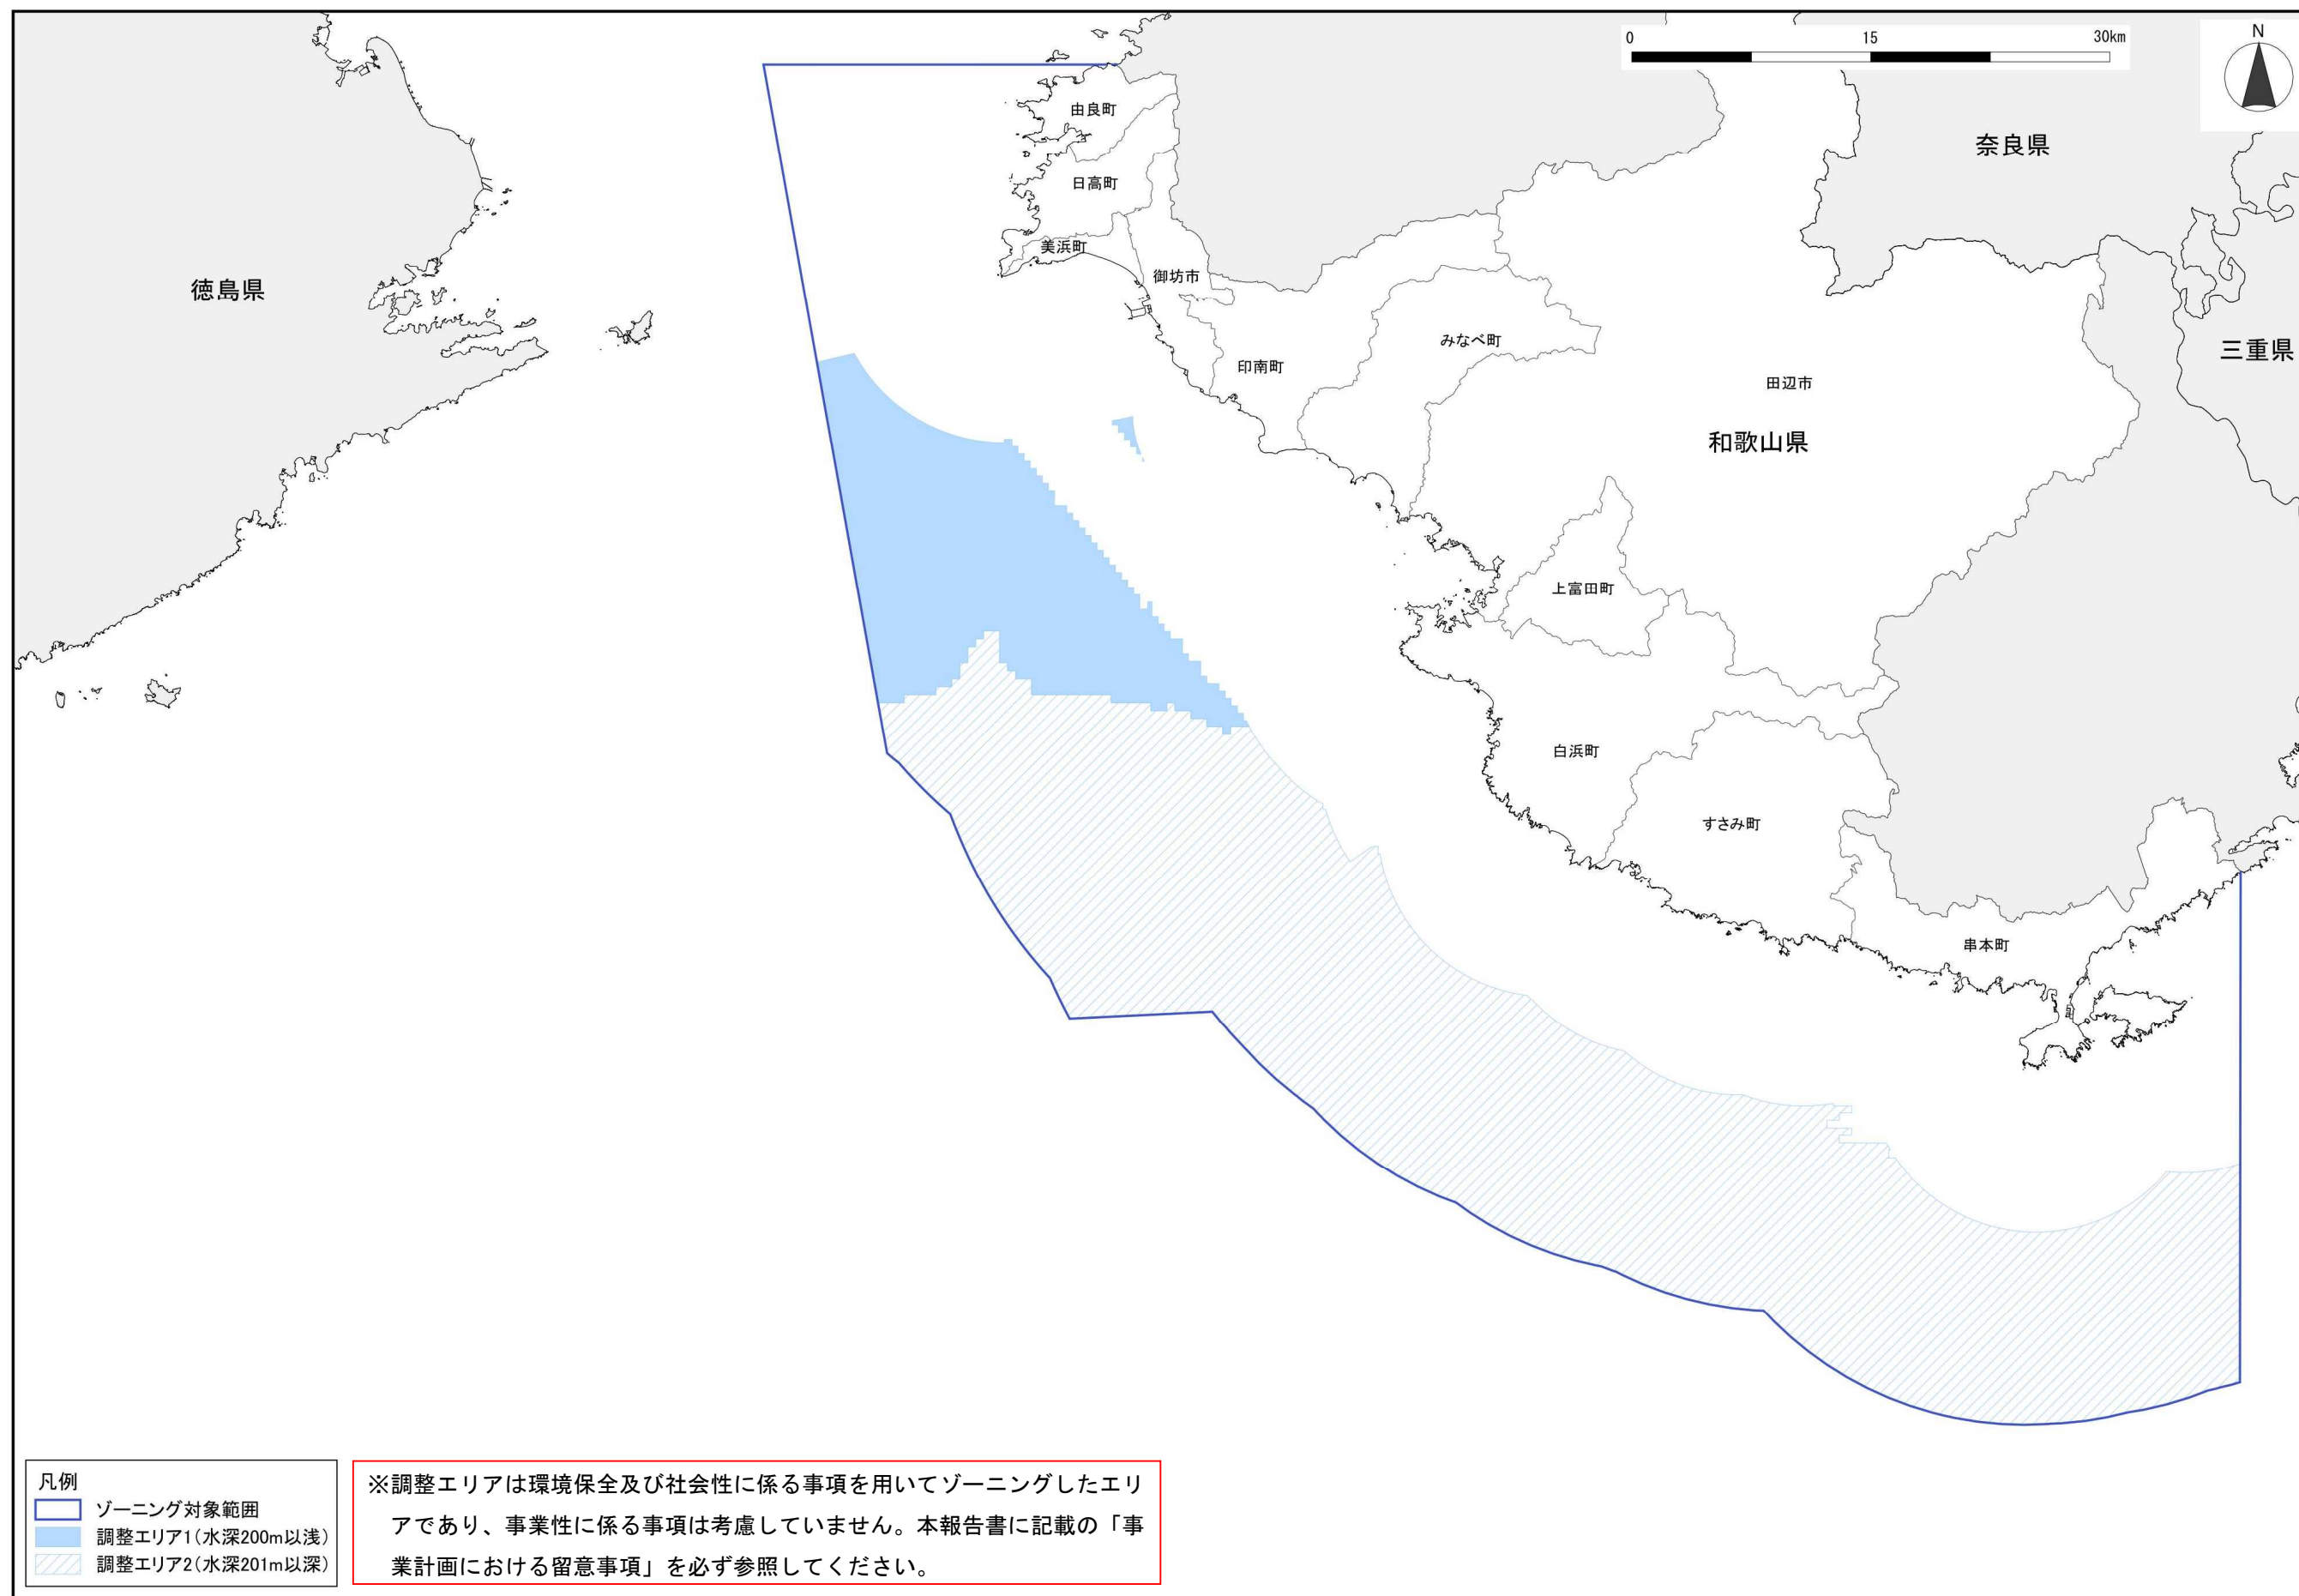 0 15 30km
N
由良町
奈良県
日高町
美浜町
御坊市
徳島県
みなべ町
三重県
印南町
田辺市
和歌山県
上富田町
白浜町
すさみ町
串本町
凡例
ゾーニング対象範囲
調整エリア1(水深200m以浅)
調整エリア2(水深201m以深)
※調整エリアは環境保全及び社会性に係る事項を用いてゾーニングしたエリ
アであり、事業性に係る事項は考慮していません。本報告書に記載の「事
業計画における留意事項」を必ず参照してください。